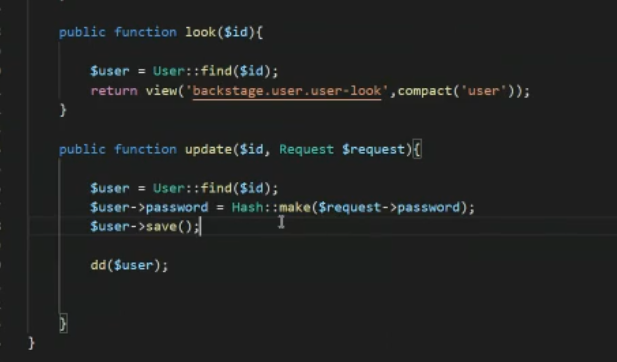 public function look($id){
$user = User::find($id);
return view('backstage.user.user-look',compact('user'));
}
public function update($id, Request $request){
$user = User::find($id);
$user->password = Hash::make($request->password);
$user->save();
dd($user);
}
}